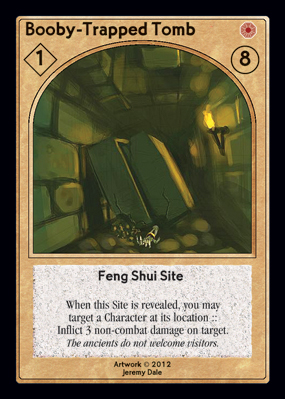 Booby-Trapped Tomb
1
8
Feng Shui Site
When this Site is revealed, you may
target a Character at its location ::
Inflict 3 non-combat damage on target.
The ancients do not welcome visitors.
Artwork © 2012
Jeremy Dale